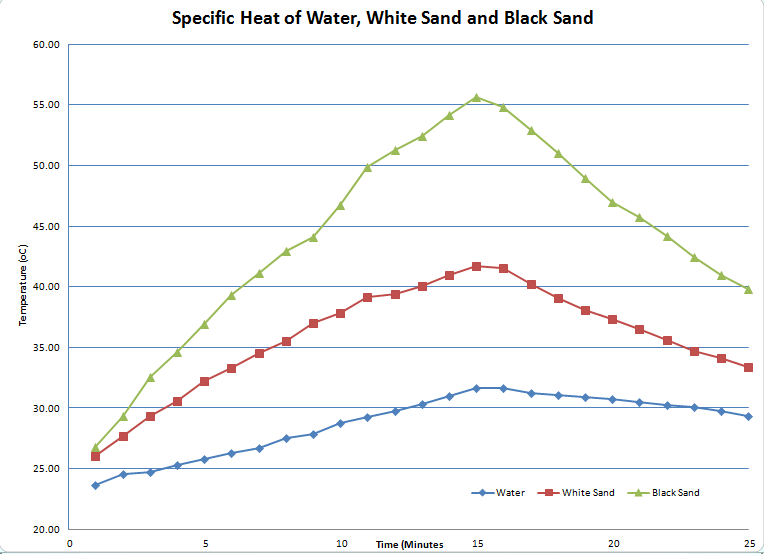 Specific Heat of Water, White Sand and Black Sand
60.00
55.00
50.00
45.00
40.00
35.00
30.00
25.00
20.00
Temperature (oC)
Water White Sand Black Sand
0 5 10 15 20 25
Time (Minutes